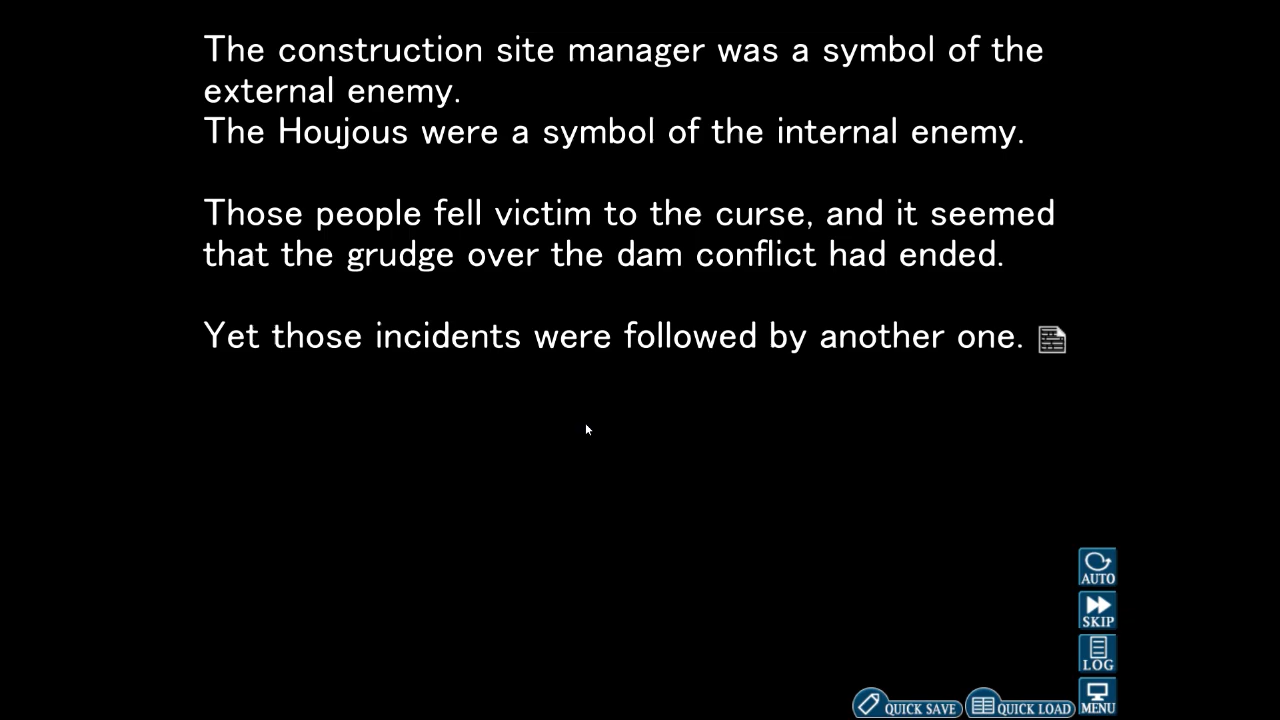 The construction site manager was a symbol of the
external enemy.
The Houjous were a symbol of the internal enemy.
Those people fell victim to the curse, and it seemed
that the grudge over the dam conflict had ended.
Yet those incidents were followed by another one.
AUTO
SKIP
LOG
QUICK SAVE QUICK LOAD MENU